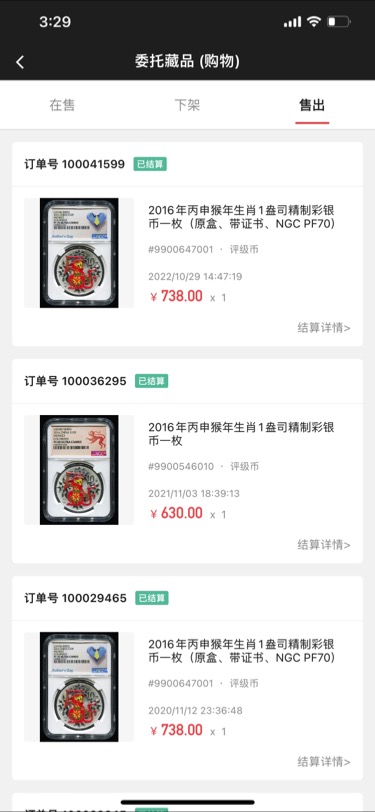 3:29
委托藏品 (购物)
在售 下架 售出
订单号 100041599 已结算
2016年丙申猴年生肖1盎司精制彩银
币一枚（原盒、带证书、NGC PF70）
#9900647001 · 评级币
2022/10/29 14:47:19
¥ 738.00 x 1
结算详情>
订单号 100036295 已结算
2016年丙申猴年生肖1盎司精制彩银
币一枚
#9900546010 · 评级币
2021/11/03 18:39:13
¥ 630.00 x 1
结算详情>
订单号 100029465 已结算
2016年丙申猴年生肖1盎司精制彩银
币一枚（原盒、带证书、NGC PF70）
#9900647001 · 评级币
2020/11/12 23:36:48
¥ 738.00 x 1
结算详情>